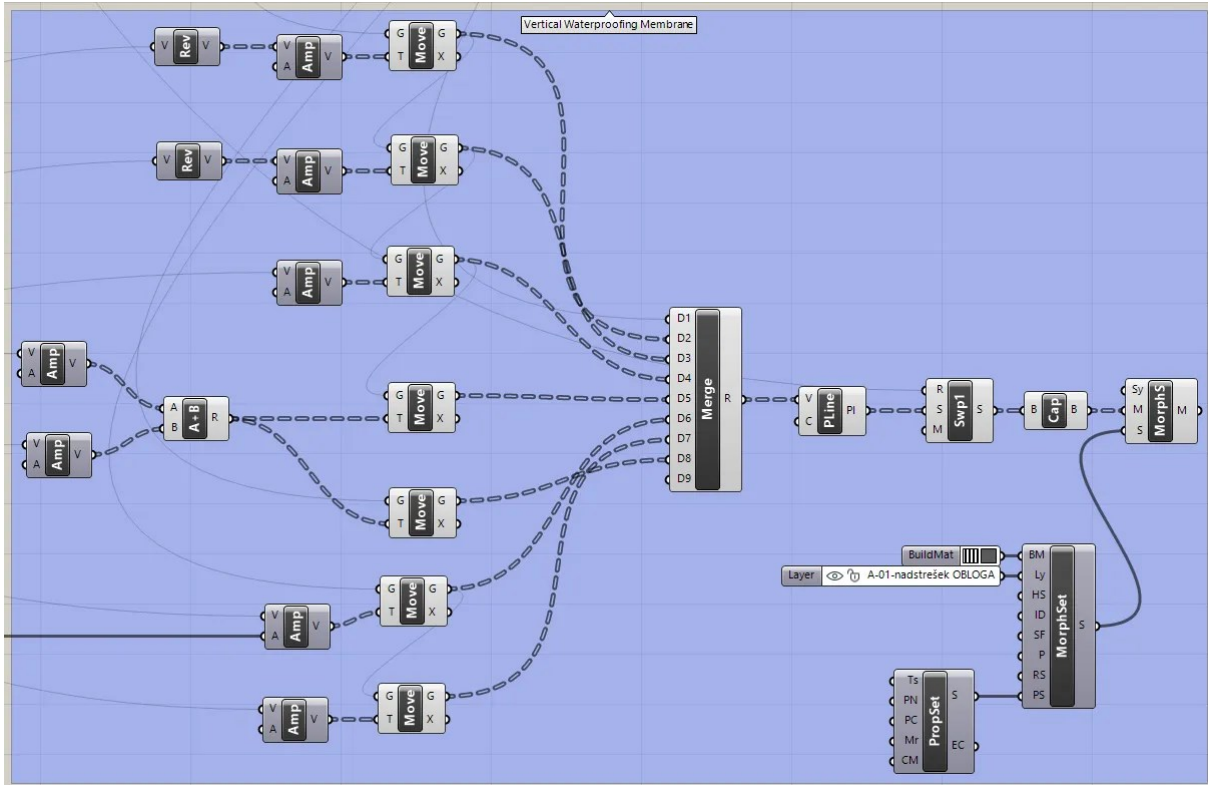 Vertical Waterproofing Membrane
V Rev V
V A Amp V
G T Move G X
V Rev V
V A Amp V
G T Move G X
V A Amp V
G T Move G X
V A Amp V
V A Amp V
A B A+B R
G T Move G X
G T Move G X
V A Amp V
G T Move G X
V A Amp V
G T Move G X
D1
D2
D3
D4
D5
D6
D7
D8
D9
Merge
R
V C PLine Pl
R S M Swp1 S
B Cap B
Sy M S MorphS M
BuildMat
Layer A-01-nadstrešek OBLOGA
BM
Ly
HS
ID
SF
P
RS
PS
MorphSet
S
Ts
PN
PC
Mr
CM
PropSet
S
EC